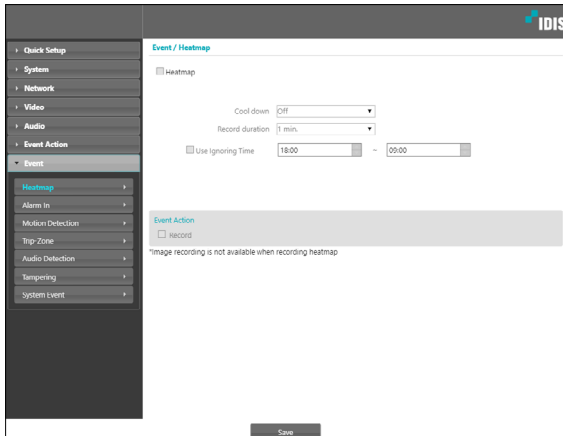 IDIS
Quick Setup
System
Network
Video
Audio
Event Action
Event
Heatmap
Alarm In
Motion Detection
Trip-Zone
Audio Detection
Tampering
System Event
Event / Heatmap
Heatmap
Cool down Off
Record duration 1 min.
Use Ignoring Time 18:00 – 09:00
Event Action
Record
*Image recording is not available when recording heatmap
Save